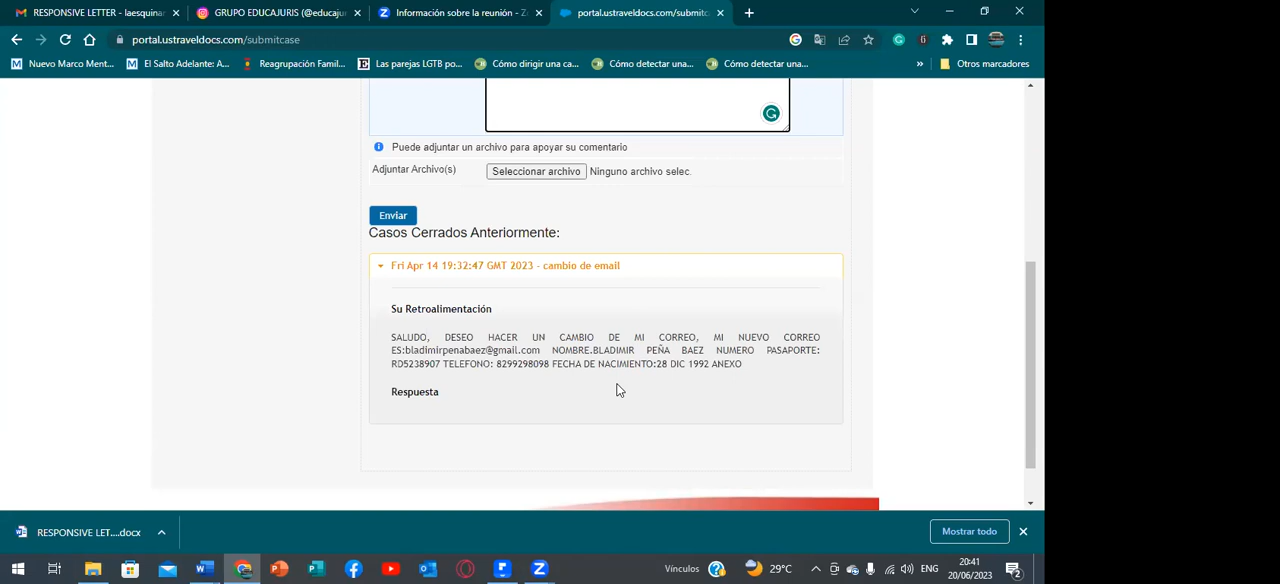 RESPONSIVE LETTER - laesquina
GRUPO EDUCAJURIS (@educaju
Información sobre la reunión - Zo
portal.ustraveldocs.com/submitca
portal.ustraveldocs.com/submitcase
Nuevo Marco Ment...
El Salto Adelante: A...
Reagrupación Famil...
Las parejas LGTB po...
Cómo dirigir una ca...
Cómo detectar una...
Cómo detectar una...
»
Otros marcadores
Puede adjuntar un archivo para apoyar su comentario
Adjuntar Archivo(s)
Seleccionar archivo
Ninguno archivo selec.
Enviar
Casos Cerrados Anteriormente:
Fri Apr 14 19:32:47 GMT 2023 - cambio de email
Su Retroalimentación
SALUDO, DESEO HACER UN CAMBIO DE MI CORREO, MI NUEVO CORREO
ES:bladimirpenabaez@gmail.com NOMBRE.BLADIMIR PEÑA BAEZ NUMERO PASAPORTE:
RD5238907 TELEFONO: 8299298098 FECHA DE NACIMIENTO:28 DIC 1992 ANEXO
Respuesta
RESPONSIVE LET....docx
Mostrar todo
Vínculos
29°C
ENG
20:41
20/06/2023
2